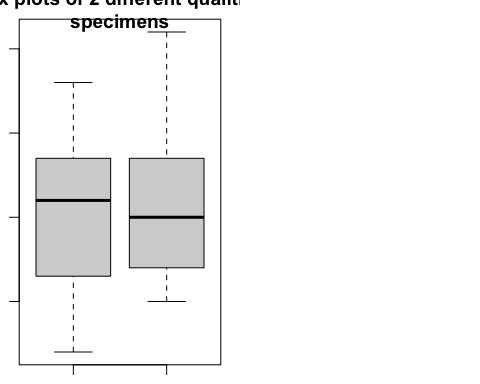 plots of 2 different
specimens